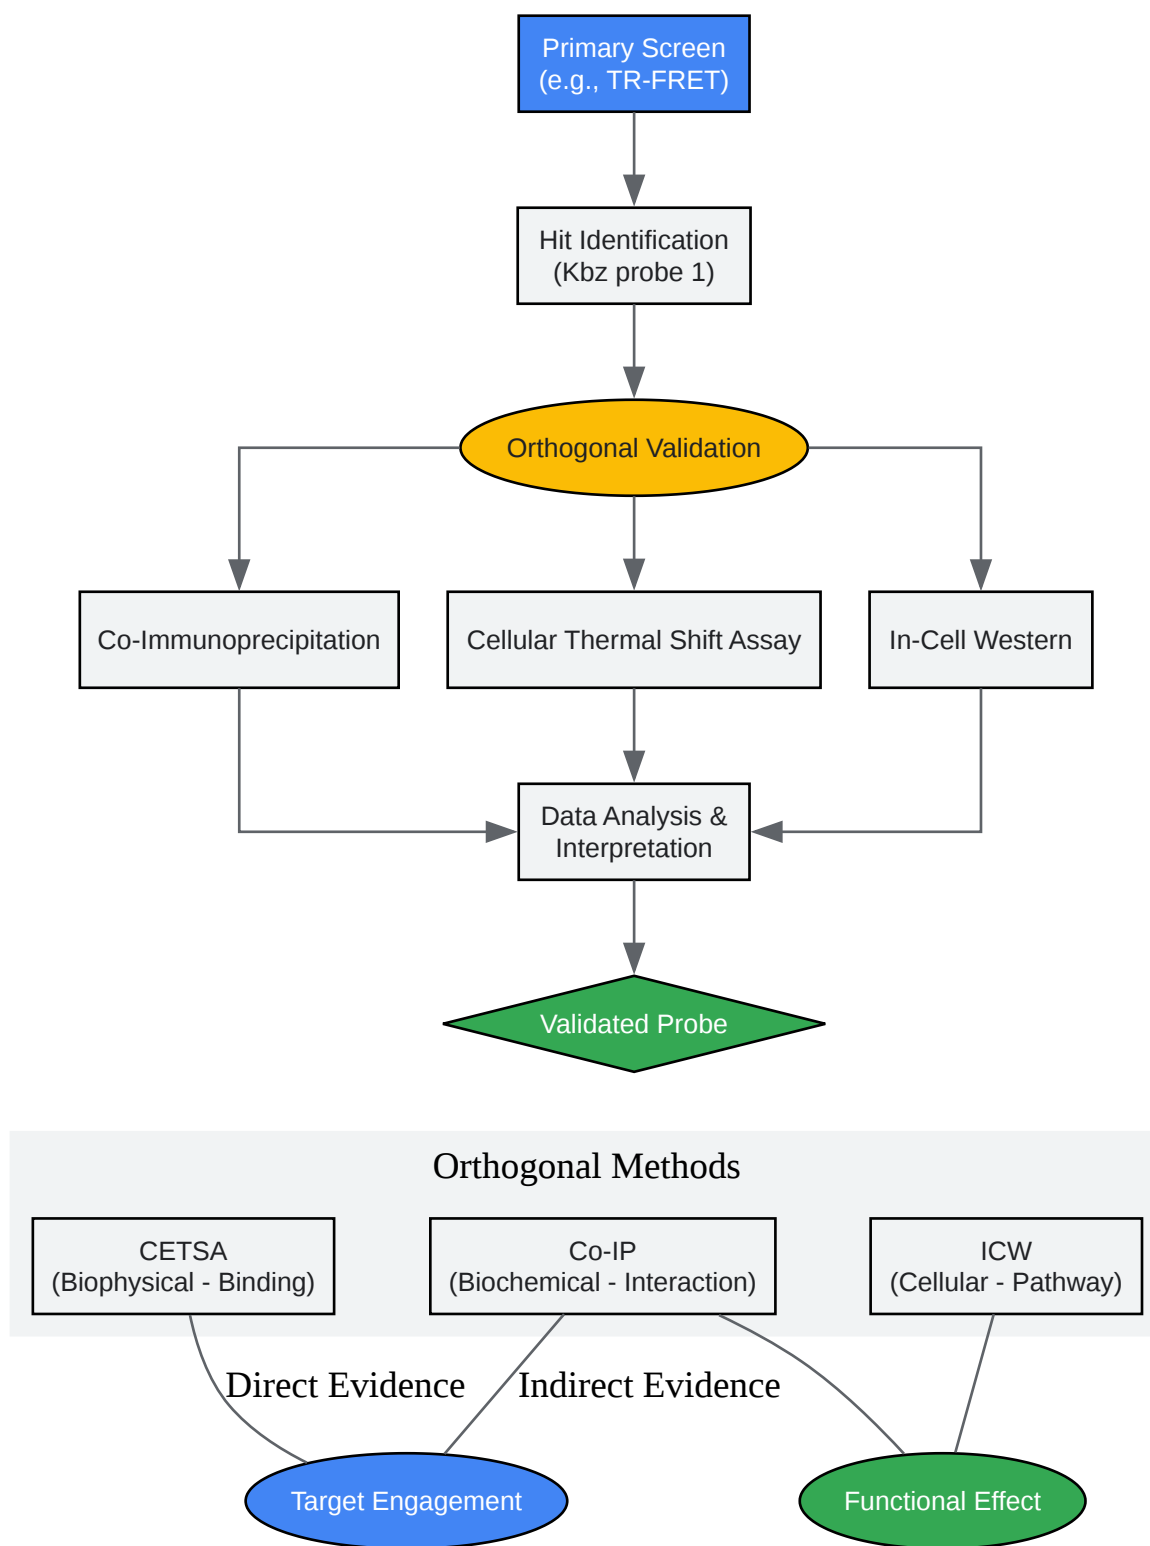 Primary Screen
(e.g., TR-FRET)
Hit Identification
(Kbz probe 1)
Orthogonal Validation
Co-Immunoprecipitation
Cellular Thermal Shift Assay
In-Cell Western
Data Analysis &
Interpretation
Validated Probe
Orthogonal Methods
CETSA
(Biophysical - Binding)
Co-IP
(Biochemical - Interaction)
ICW
(Cellular - Pathway)
Direct Evidence
Indirect Evidence
Target Engagement
Functional Effect